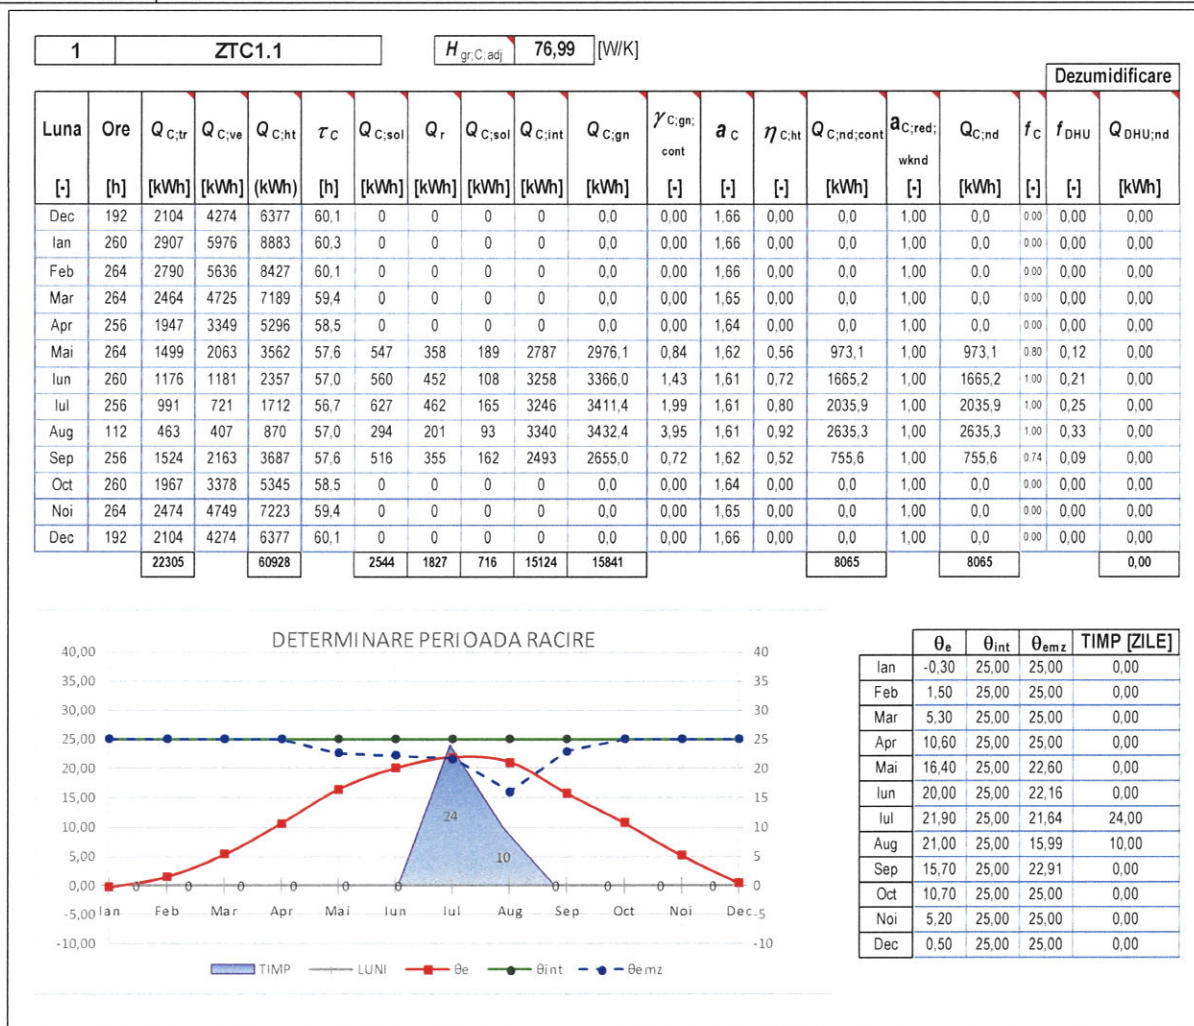 1 ZTC1.1 H gr;C;adj 76,99 [W/K]
Dezumidificare
Luna Ore Q C;tr Q C;ve Q C;ht τ C Q C;sol Q r Q C;sol Q C;int Q C;gn γ C;gn; cont a C η C;ht Q C;nd;cont a C;red; wknd Q C;nd f C f DHU Q DHU;nd
[-] [h] [kWh] [kWh] (kWh) [h] [kWh] [kWh] [kWh] [kWh] [kWh] [-] [-] [-] [kWh] [-] [kWh] [-] [-] [kWh]
Dec 192 2104 4274 6377 60,1 0 0 0 0 0,0 0,00 1,66 0,00 0,0 1,00 0,0 0.00 0,00 0,00
Ian 260 2907 5976 8883 60,3 0 0 0 0 0,0 0,00 1,66 0,00 0,0 1,00 0,0 0.00 0,00 0,00
Feb 264 2790 5636 8427 60,1 0 0 0 0 0,0 0,00 1,66 0,00 0,0 1,00 0,0 0.00 0,00 0,00
Mar 264 2464 4725 7189 59,4 0 0 0 0 0,0 0,00 1,65 0,00 0,0 1,00 0,0 0.00 0,00 0,00
Apr 256 1947 3349 5296 58,5 0 0 0 0 0,0 0,00 1,64 0,00 0,0 1,00 0,0 0.00 0,00 0,00
Mai 264 1499 2063 3562 57,6 547 358 189 2787 2976,1 0,84 1,62 0,56 973,1 1,00 973,1 0.80 0,12 0,00
Iun 260 1176 1181 2357 57,0 560 452 108 3258 3366,0 1,43 1,61 0,72 1665,2 1,00 1665,2 1.00 0,21 0,00
Iul 256 991 721 1712 56,7 627 462 165 3246 3411,4 1,99 1,61 0,80 2035,9 1,00 2035,9 1.00 0,25 0,00
Aug 112 463 407 870 57,0 294 201 93 3340 3432,4 3,95 1,61 0,92 2635,3 1,00 2635,3 1.00 0,33 0,00
Sep 256 1524 2163 3687 57,6 516 355 162 2493 2655,0 0,72 1,62 0,52 755,6 1,00 755,6 0.74 0,09 0,00
Oct 260 1967 3378 5345 58,5 0 0 0 0 0,0 0,00 1,64 0,00 0,0 1,00 0,0 0.00 0,00 0,00
Noi 264 2474 4749 7223 59,4 0 0 0 0 0,0 0,00 1,65 0,00 0,0 1,00 0,0 0.00 0,00 0,00
Dec 192 2104 4274 6377 60,1 0 0 0 0 0,0 0,00 1,66 0,00 0,0 1,00 0,0 0.00 0,00 0,00
22305 60928 2544 1827 716 15124 15841 8065 8065 0,00
DETERMINARE PERIOADA RACIRE
40,00 40
35,00 35
30,00 30
25,00 25
20,00 20
15,00 15
24
10,00 10
10
5,00 5
0,00 0 0 0 0 0 0 0 0 0 0 0
-5,00 Ian Feb Mar Apr Mai Iun Iul Aug Sep Oct Noi Dec -5
-10,00 -10
TIMP LUNI θe θint θemz
θe θint θemz TIMP [ZILE]
Ian -0,30 25,00 25,00 0,00
Feb 1,50 25,00 25,00 0,00
Mar 5,30 25,00 25,00 0,00
Apr 10,60 25,00 25,00 0,00
Mai 16,40 25,00 22,60 0,00
Iun 20,00 25,00 22,16 0,00
Iul 21,90 25,00 21,64 24,00
Aug 21,00 25,00 15,99 10,00
Sep 15,70 25,00 22,91 0,00
Oct 10,70 25,00 25,00 0,00
Noi 5,20 25,00 25,00 0,00
Dec 0,50 25,00 25,00 0,00